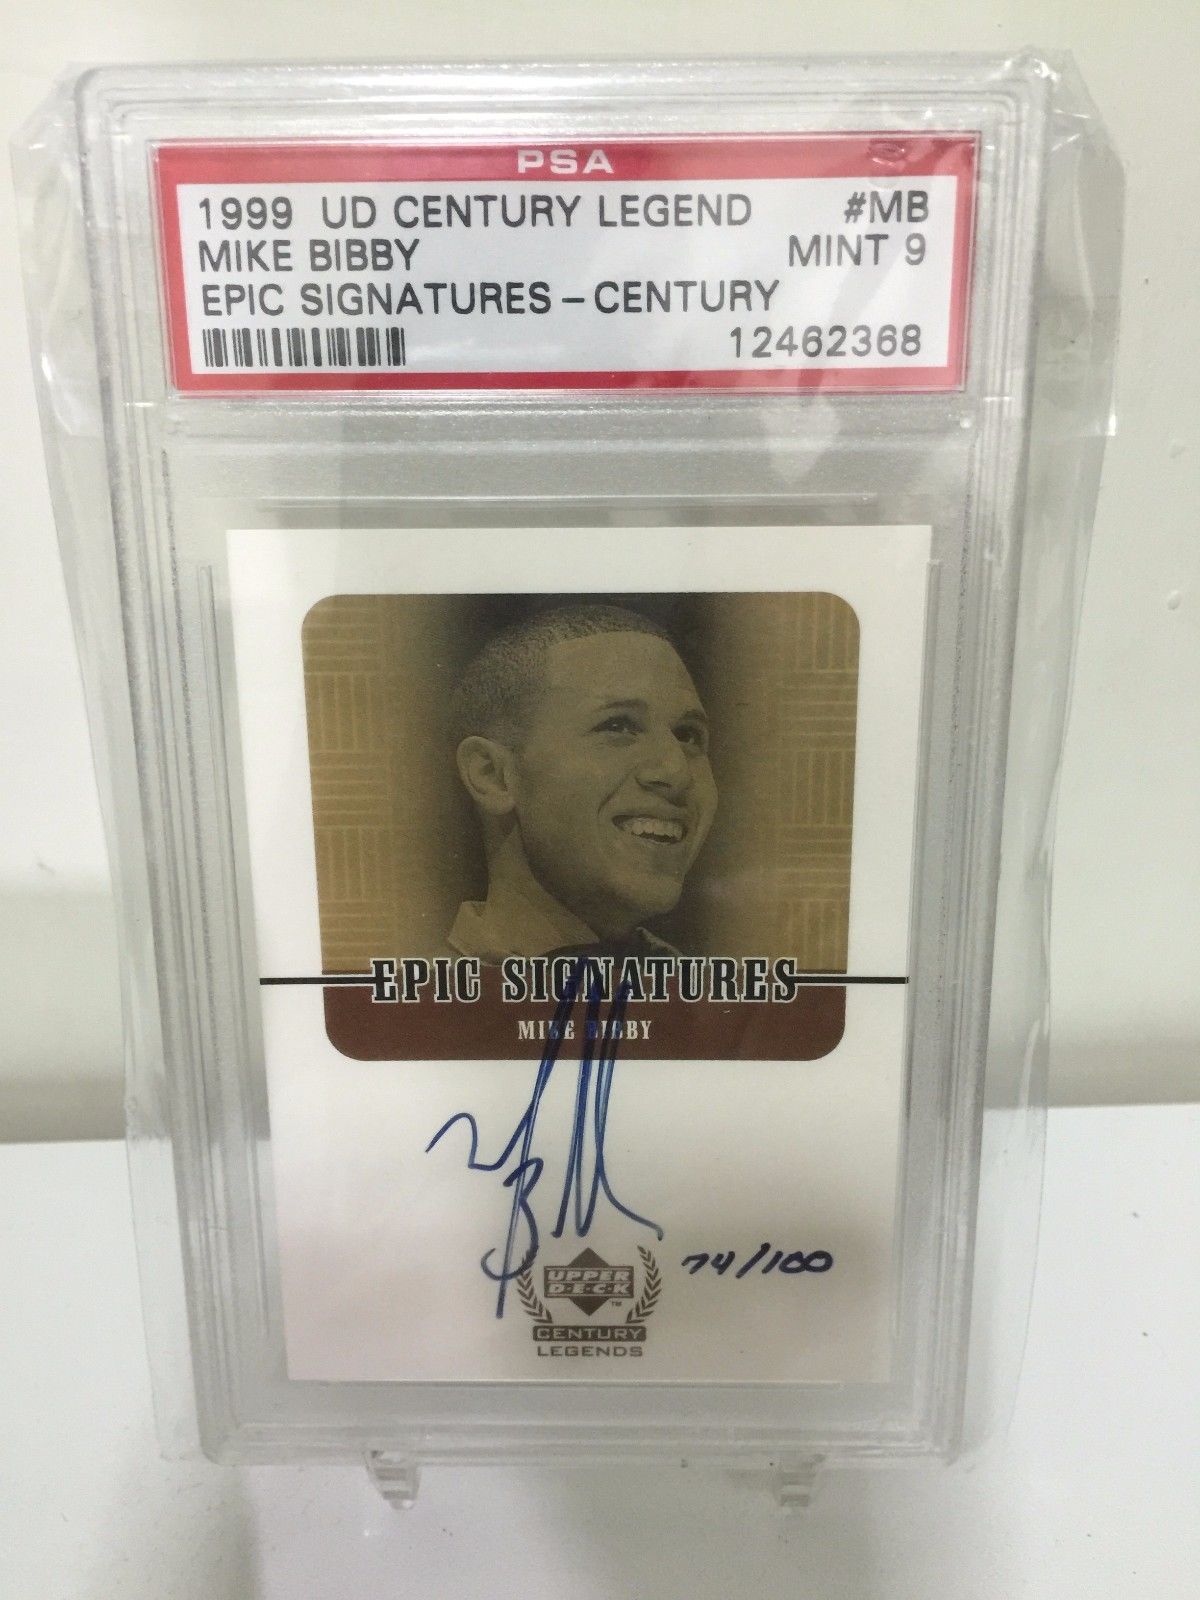 PSA
1999 UD CENTURY LEGEND #MB
MIKE BIBBY MINT 9
EPIC SIGNATURES - CENTURY
12462368
EPIC SIGNATURES
MIKE BIBBY
74/100
UPPER
D·E·C·K
TM
CENTURY
LEGENDS